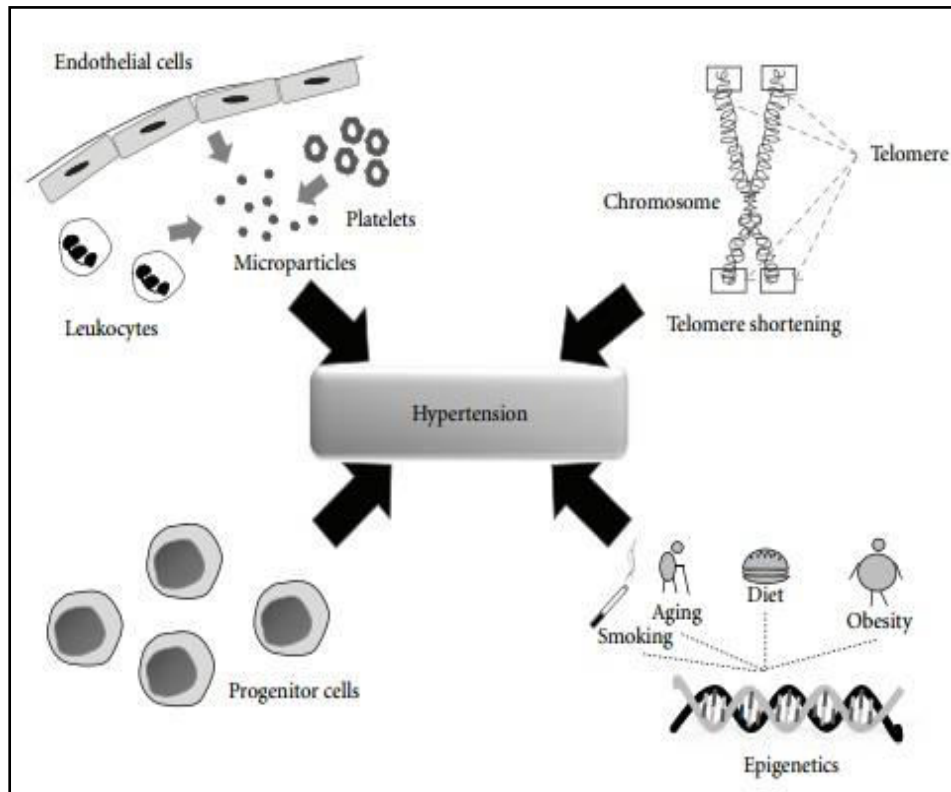 Endothelial cells
Platelets
Microparticles
Leukocytes
Telomere
Chromosome
Telomere shortening
Hypertension
Progenitor cells
Smoking
Aging
Diet
Obesity
Epigenetics